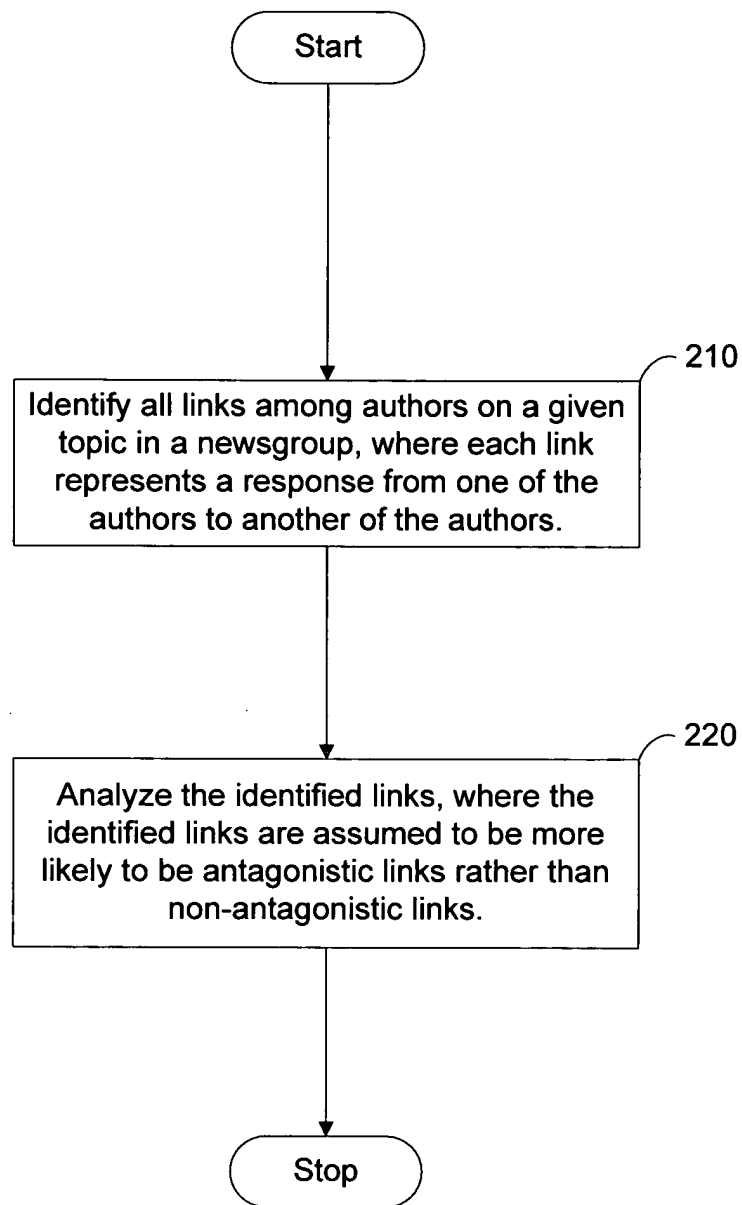 Start
210
Identify all links among authors on a given
topic in a newsgroup, where each link
represents a response from one of the
authors to another of the authors.
220
Analyze the identified links, where the
identified links are assumed to be more
likely to be antagonistic links rather than
non-antagonistic links.
Stop